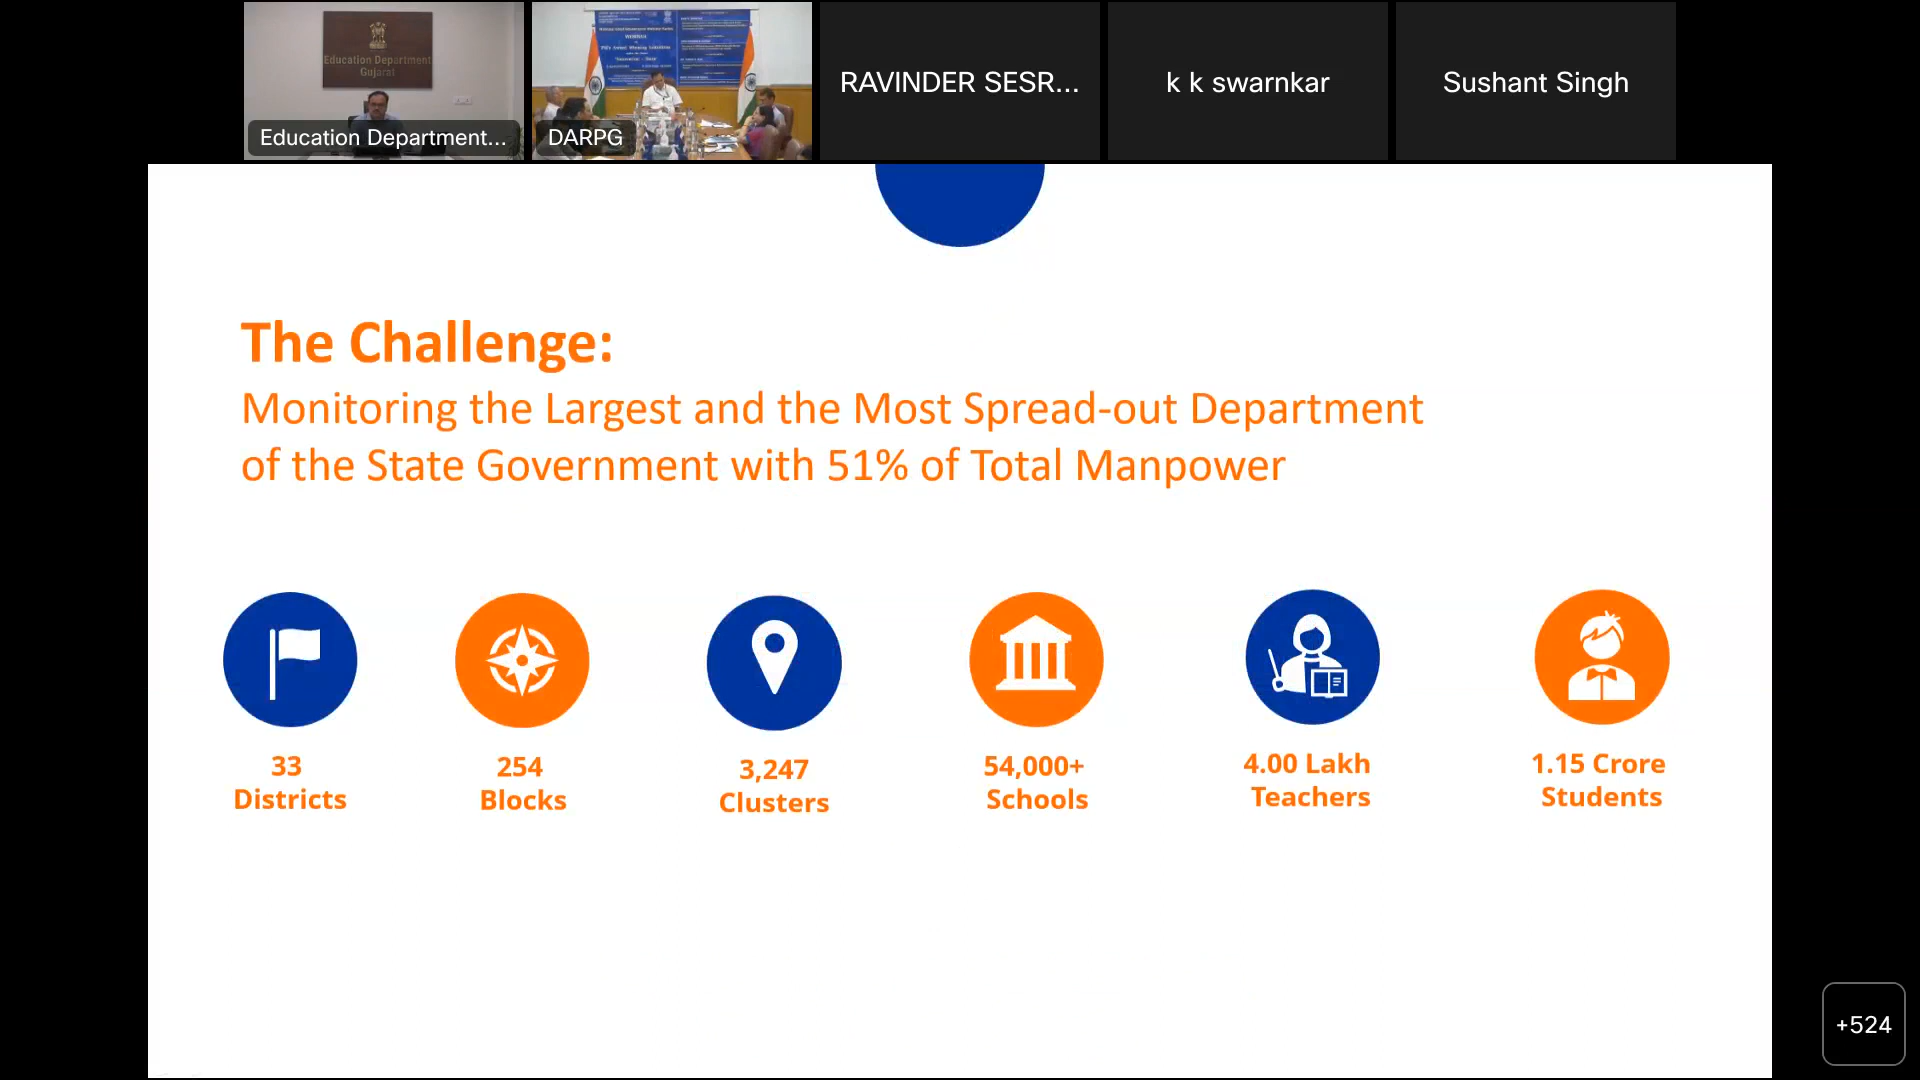 Education Department
Gujarat
Education Department...
DARPG
RAVINDER SESR...
k k swarnkar
Sushant Singh
The Challenge:
Monitoring the Largest and the Most Spread-out Department
of the State Government with 51% of Total Manpower
33
Districts
254
Blocks
3,247
Clusters
54,000+
Schools
4.00 Lakh
Teachers
1.15 Crore
Students
+524